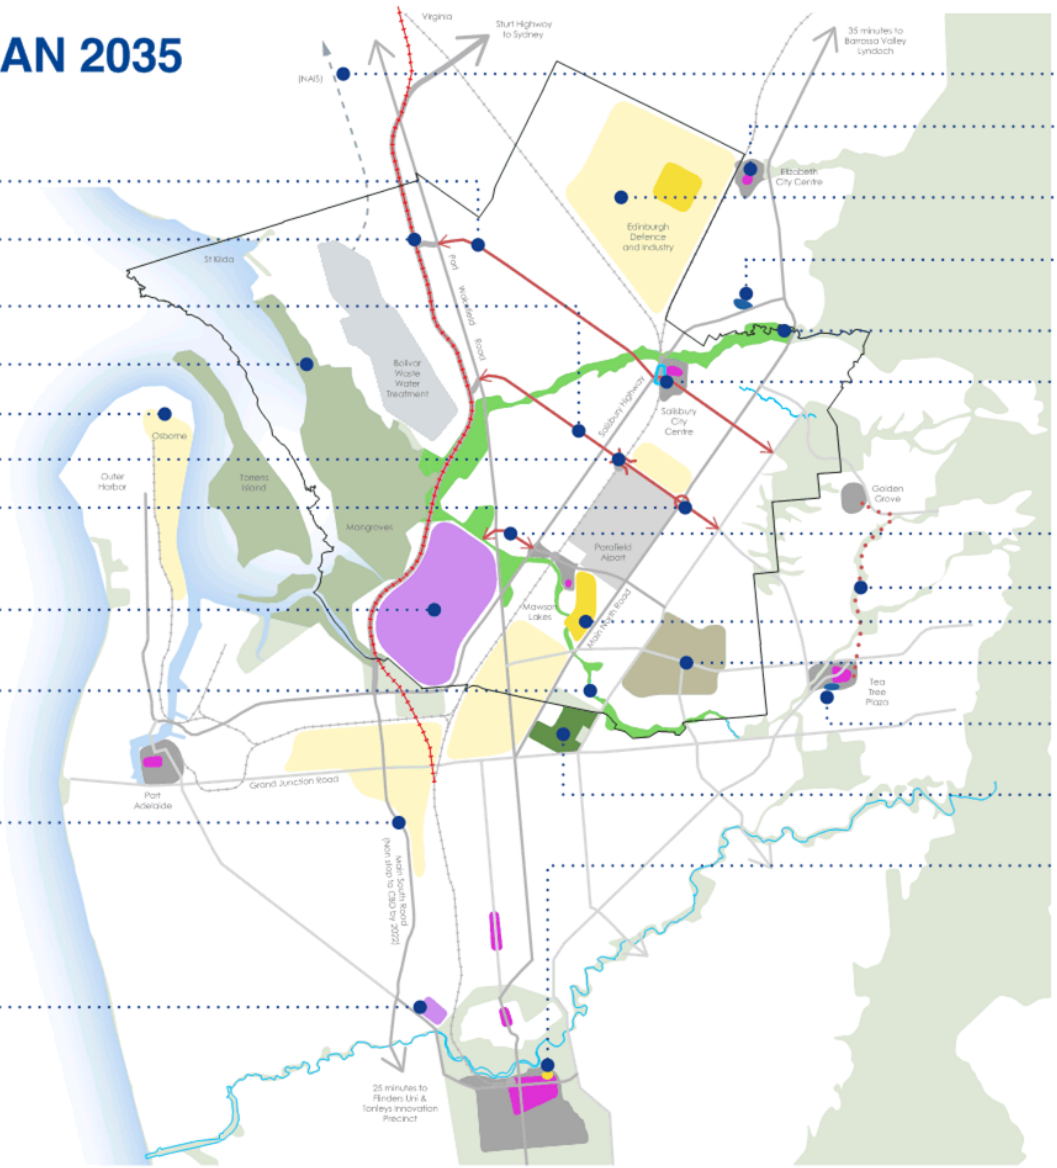 AN 2035
Virginia
Sturt Highway
to Sydney
35 minutes to
Barrossa Valley
Lyndoch
(NAIS)
Elizabeth
City Centre
Edinburgh
Defence
and Industry
St Kilda
Port Wakefield Road
Bolivar
Waste
Water
Treatment
Salisbury Highway
Salisbury
City
Centre
Osborne
Outer
Harbor
Torrens
Island
Mangroves
Golden
Grove
Parafield
Airport
Mawson
Lakes
Main North Road
Tea
Tree
Plaza
Port
Adelaide
Grand Junction Road
Main South Road
(Non stop to CBD by 2022)
25 minutes to
Flinders Uni &
Tonleys Innovation
Precinct